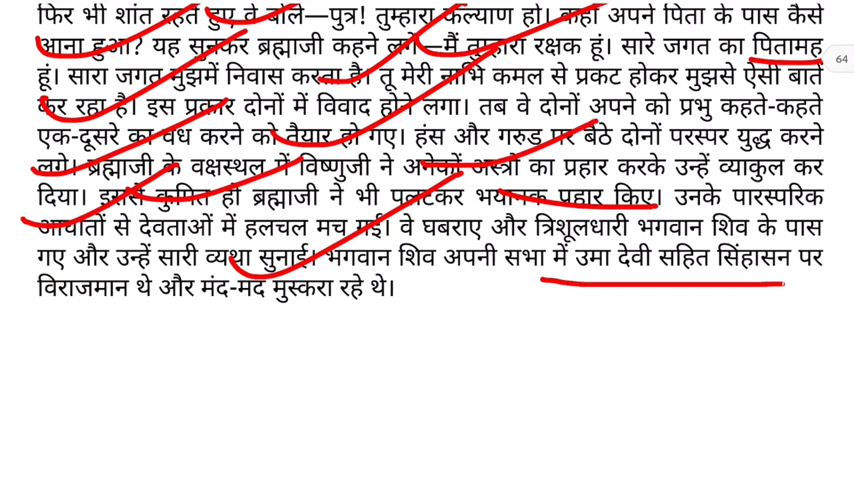 फिर भी शांत रहते हुए वे बोले—पुत्र! तुम्हारा कल्याण हो। कहो अपने पिता के पास कैसे
आना हुआ? यह सुनकर ब्रह्माजी कहने लगे—मैं तुम्हारा रक्षक हूं। सारे जगत का पितामह
हूं। सारा जगत मुझमें निवास करता है। तू मेरी नाभि कमल से प्रकट होकर मुझसे ऐसी बातें
कर रहा है। इस प्रकार दोनों में विवाद होने लगा। तब वे दोनों अपने को प्रभु कहते-कहते
एक-दूसरे का वध करने को तैयार हो गए। हंस और गरुड़ पर बैठे दोनों परस्पर युद्ध करने
लगे। ब्रह्माजी के वक्षस्थल में विष्णुजी ने अनेकों अस्त्रों का प्रहार करके उन्हें व्याकुल कर
दिया। इससे कुपित हो ब्रह्माजी ने भी पलटकर भयानक प्रहार किए। उनके पारस्परिक
आघातों से देवताओं में हलचल मच गई। वे घबराए और त्रिशूलधारी भगवान शिव के पास
गए और उन्हें सारी व्यथा सुनाई। भगवान शिव अपनी सभा में उमा देवी सहित सिंहासन पर
विराजमान थे और मंद-मंद मुस्करा रहे थे।
64